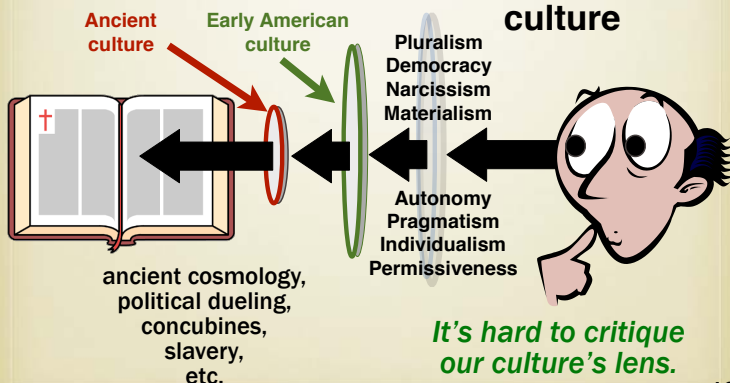 culture
Ancient
culture
Early American
culture
Pluralism
Democracy
Narcissism
Materialism
Autonomy
Pragmatism
Individualism
Permissiveness
ancient cosmology,
political dueling,
concubines,
slavery,
etc.
It's hard to critique
our culture's lens.